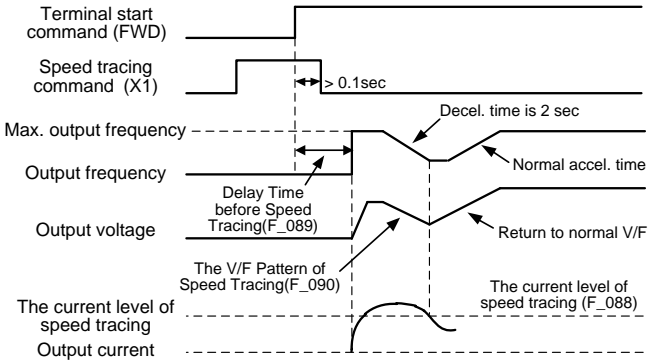 Terminal start
command (FWD)
Speed tracing
command (X1)
> 0.1sec
Decel. time is 2 sec
Max. output frequency
Normal accel. time
Output frequency
Delay Time
before Speed
Tracing(F_089)
Output voltage
Return to normal V/F
The V/F Pattern of
Speed Tracing(F_090)
The current level of
speed tracing (F_088)
The current level of
speed tracing
Output current